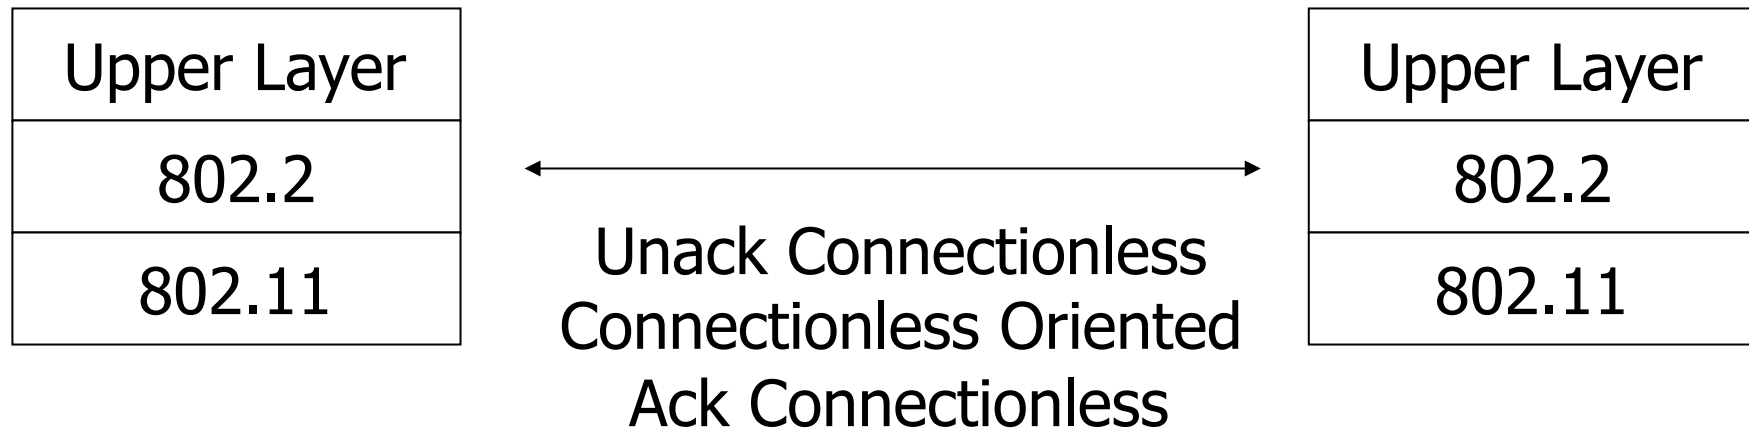 Upper Layer
802.2
802.11
Unack Connectionless
Connectionless Oriented
Ack Connectionless
Upper Layer
802.2
802.11